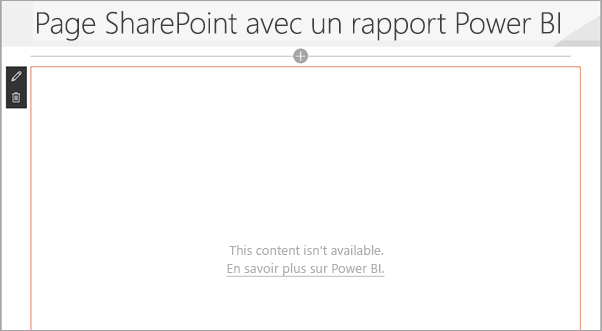 Page SharePoint avec un rapport Power BI
This content isn't available.
En savoir plus sur Power BI.